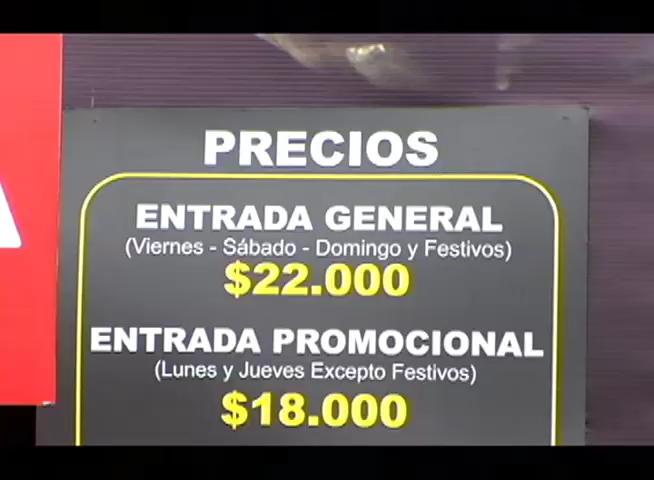 PRECIOS
ENTRADA GENERAL
(Viernes - Sábado - Domingo y Festivos)
$22.000
ENTRADA PROMOCIONAL
(Lunes y Jueves Excepto Festivos)
$18.000